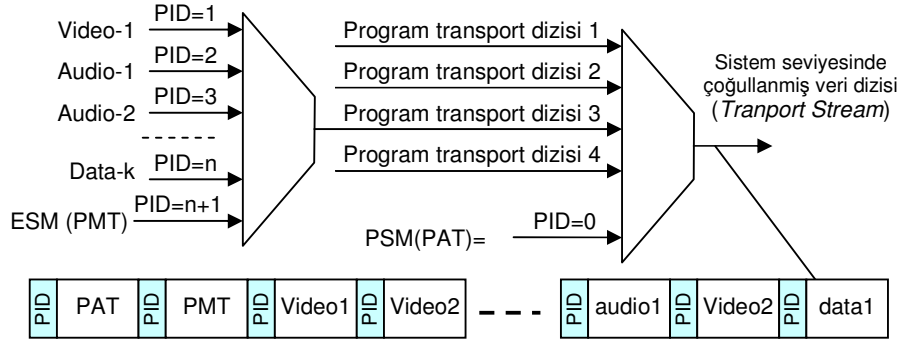 Video-1 PID=1
Audio-1 PID=2
Audio-2 PID=3
Data-k PID=n
ESM (PMT) PID=n+1
Program transport dizisi 1
Program transport dizisi 2
Program transport dizisi 3
Program transport dizisi 4
PSM(PAT)= PID=0
Sistem seviyesinde
çoğullanmiş veri dizisi
(Tranport Stream)
PID PAT PID PMT PID Video1 PID Video2 PID audio1 PID Video2 PID data1